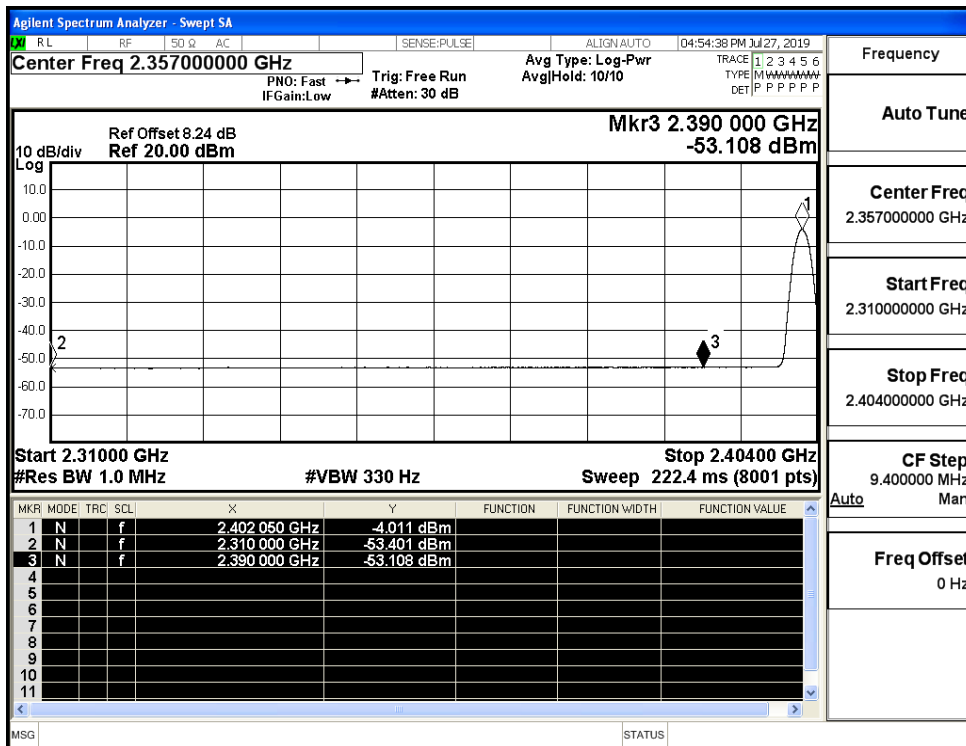 Agilent Spectrum Analyzer - Swept SA
LXI RL RF 50 Ω AC SENSE:PULSE ALIGN AUTO 04:54:38 PM Jul 27, 2019
Center Freq 2.357000000 GHz
PNO: Fast
IFGain:Low
Trig: Free Run
#Atten: 30 dB
Avg Type: Log-Pwr
Avg|Hold: 10/10
TRACE 1 2 3 4 5 6
TYPE M W W W W W
DET P P P P P P
Ref Offset 8.24 dB
10 dB/div Ref 20.00 dBm
Log
Mkr3 2.390 000 GHz
-53.108 dBm
10.0
0.00
-10.0
-20.0
-30.0
-40.0
-50.0
-60.0
-70.0
1
2
3
Start 2.31000 GHz Stop 2.40400 GHz
#Res BW 1.0 MHz #VBW 330 Hz Sweep 222.4 ms (8001 pts)
MKR MODE TRC SCL X Y FUNCTION FUNCTION WIDTH FUNCTION VALUE
1 N f 2.402 050 GHz -4.011 dBm
2 N f 2.310 000 GHz -53.401 dBm
3 N f 2.390 000 GHz -53.108 dBm
4
5
6
7
8
9
10
11
MSG STATUS
Frequency
Auto Tune
Center Freq
2.357000000 GHz
Start Freq
2.310000000 GHz
Stop Freq
2.404000000 GHz
CF Step
9.400000 MHz
Auto Man
Freq Offset
0 Hz